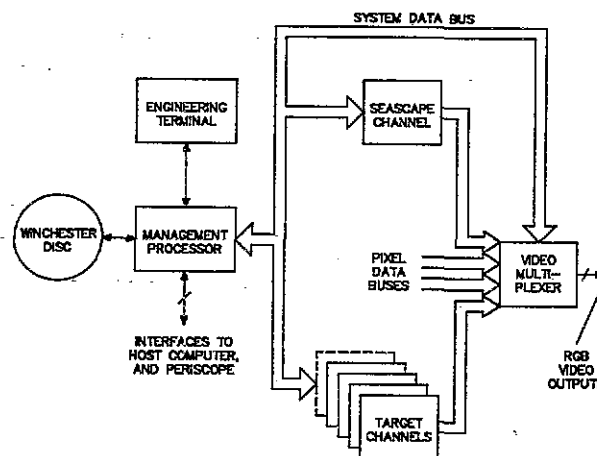 SYSTEM DATA BUS
ENGINEERING
TERMINAL
SEASCAPE
CHANNEL
WINCHESTER
DISC
MANAGEMENT
PROCESSOR
PIXEL
DATA
BUSES
VIDEO
MULTI-
PLEXER
INTERFACES TO
HOST COMPUTER,
AND PERISCOPE
RGB
VIDEO
OUTPUT
TARGET
CHANNELS